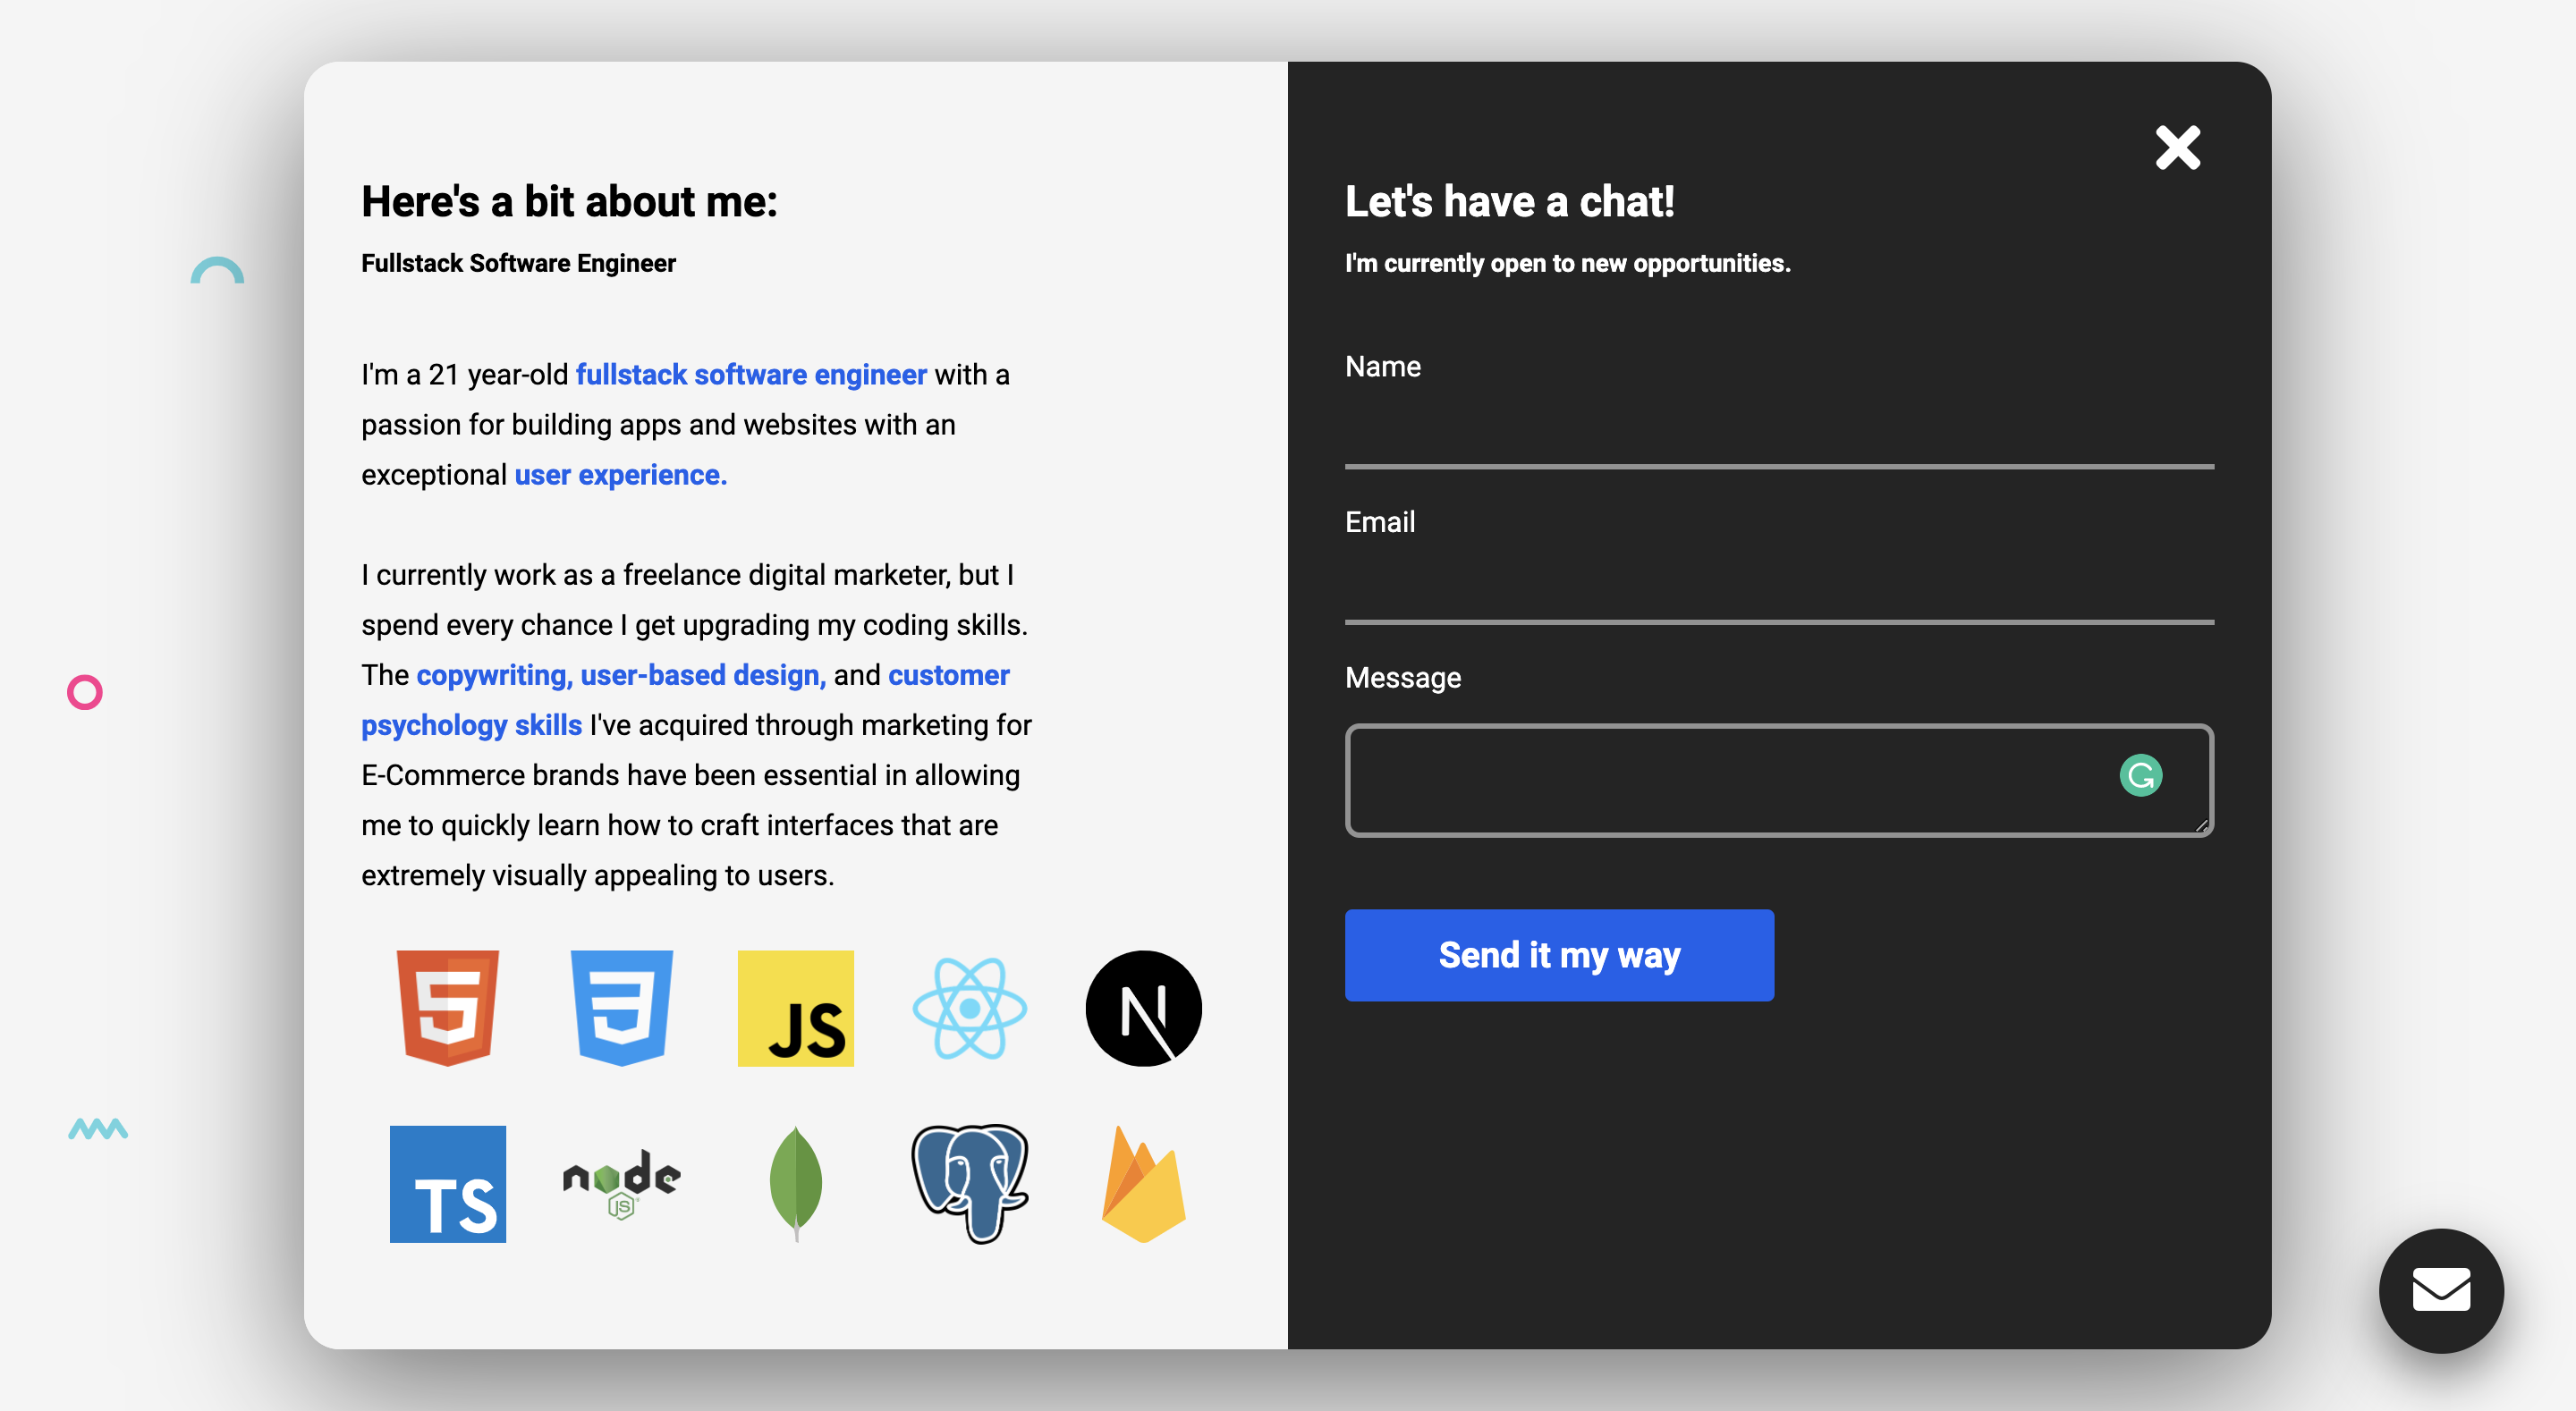 Here's a bit about me:
Fullstack Software Engineer
I'm a 21 year-old fullstack software engineer with a
passion for building apps and websites with an
exceptional user experience.
I currently work as a freelance digital marketer, but I
spend every chance I get upgrading my coding skills.
The copywriting, user-based design, and customer
psychology skills I've acquired through marketing for
E-Commerce brands have been essential in allowing
me to quickly learn how to craft interfaces that are
extremely visually appealing to users.
5
3
JS
N
TS
node
JS
Let's have a chat!
I'm currently open to new opportunities.
Name
Email
Message
G
Send it my way